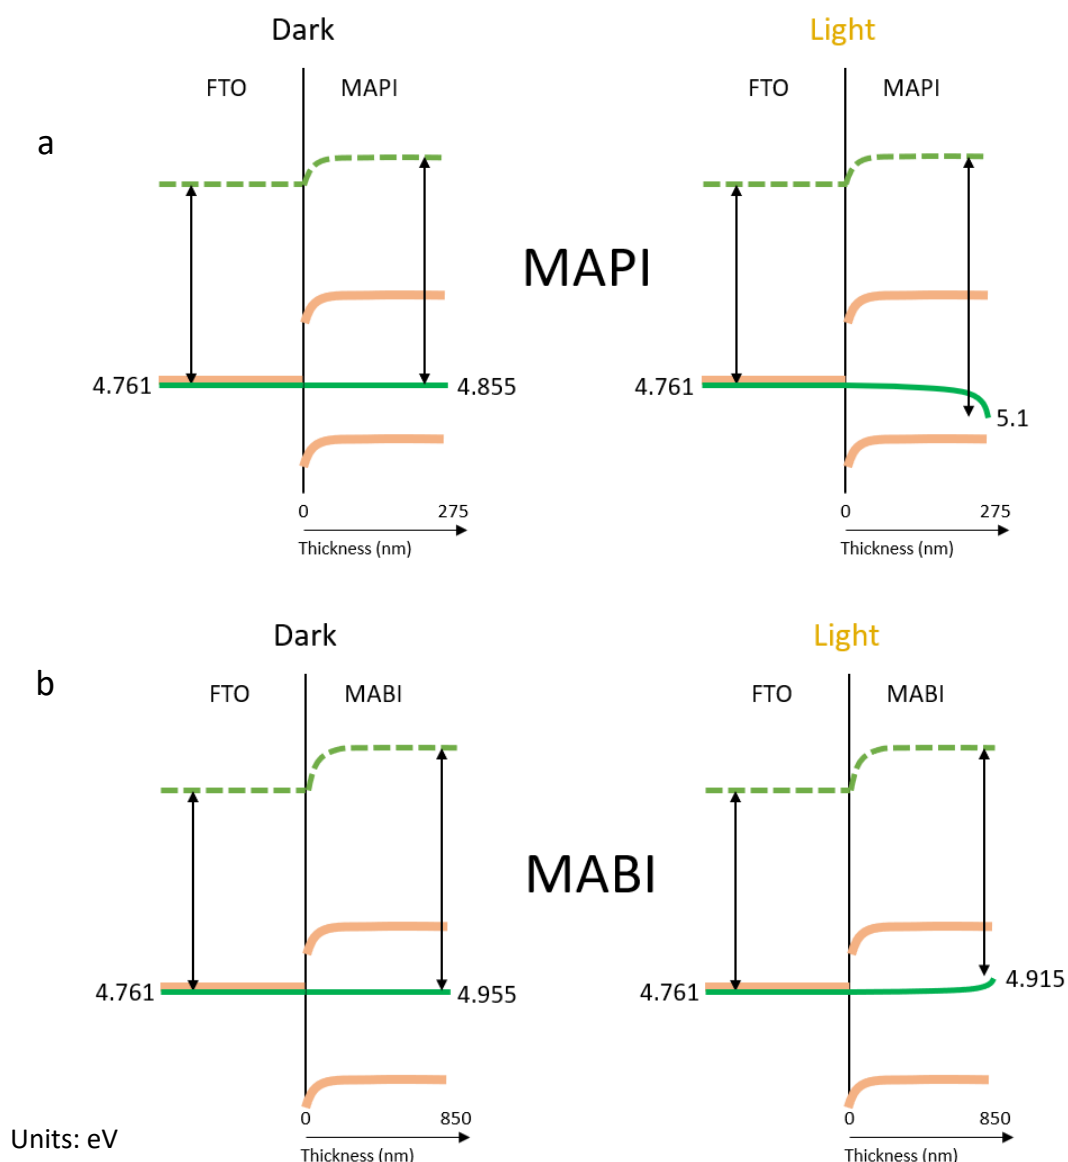 Dark
Light
FTO
MAPI
FTO
MAPI
a
MAPI
4.761
4.855
4.761
5.1
0
275
0
275
Thickness (nm)
Thickness (nm)
Dark
Light
b
FTO
MABI
FTO
MABI
MABI
4.761
4.955
4.761
4.915
0
850
0
850
Units: eV
Thickness (nm)
Thickness (nm)